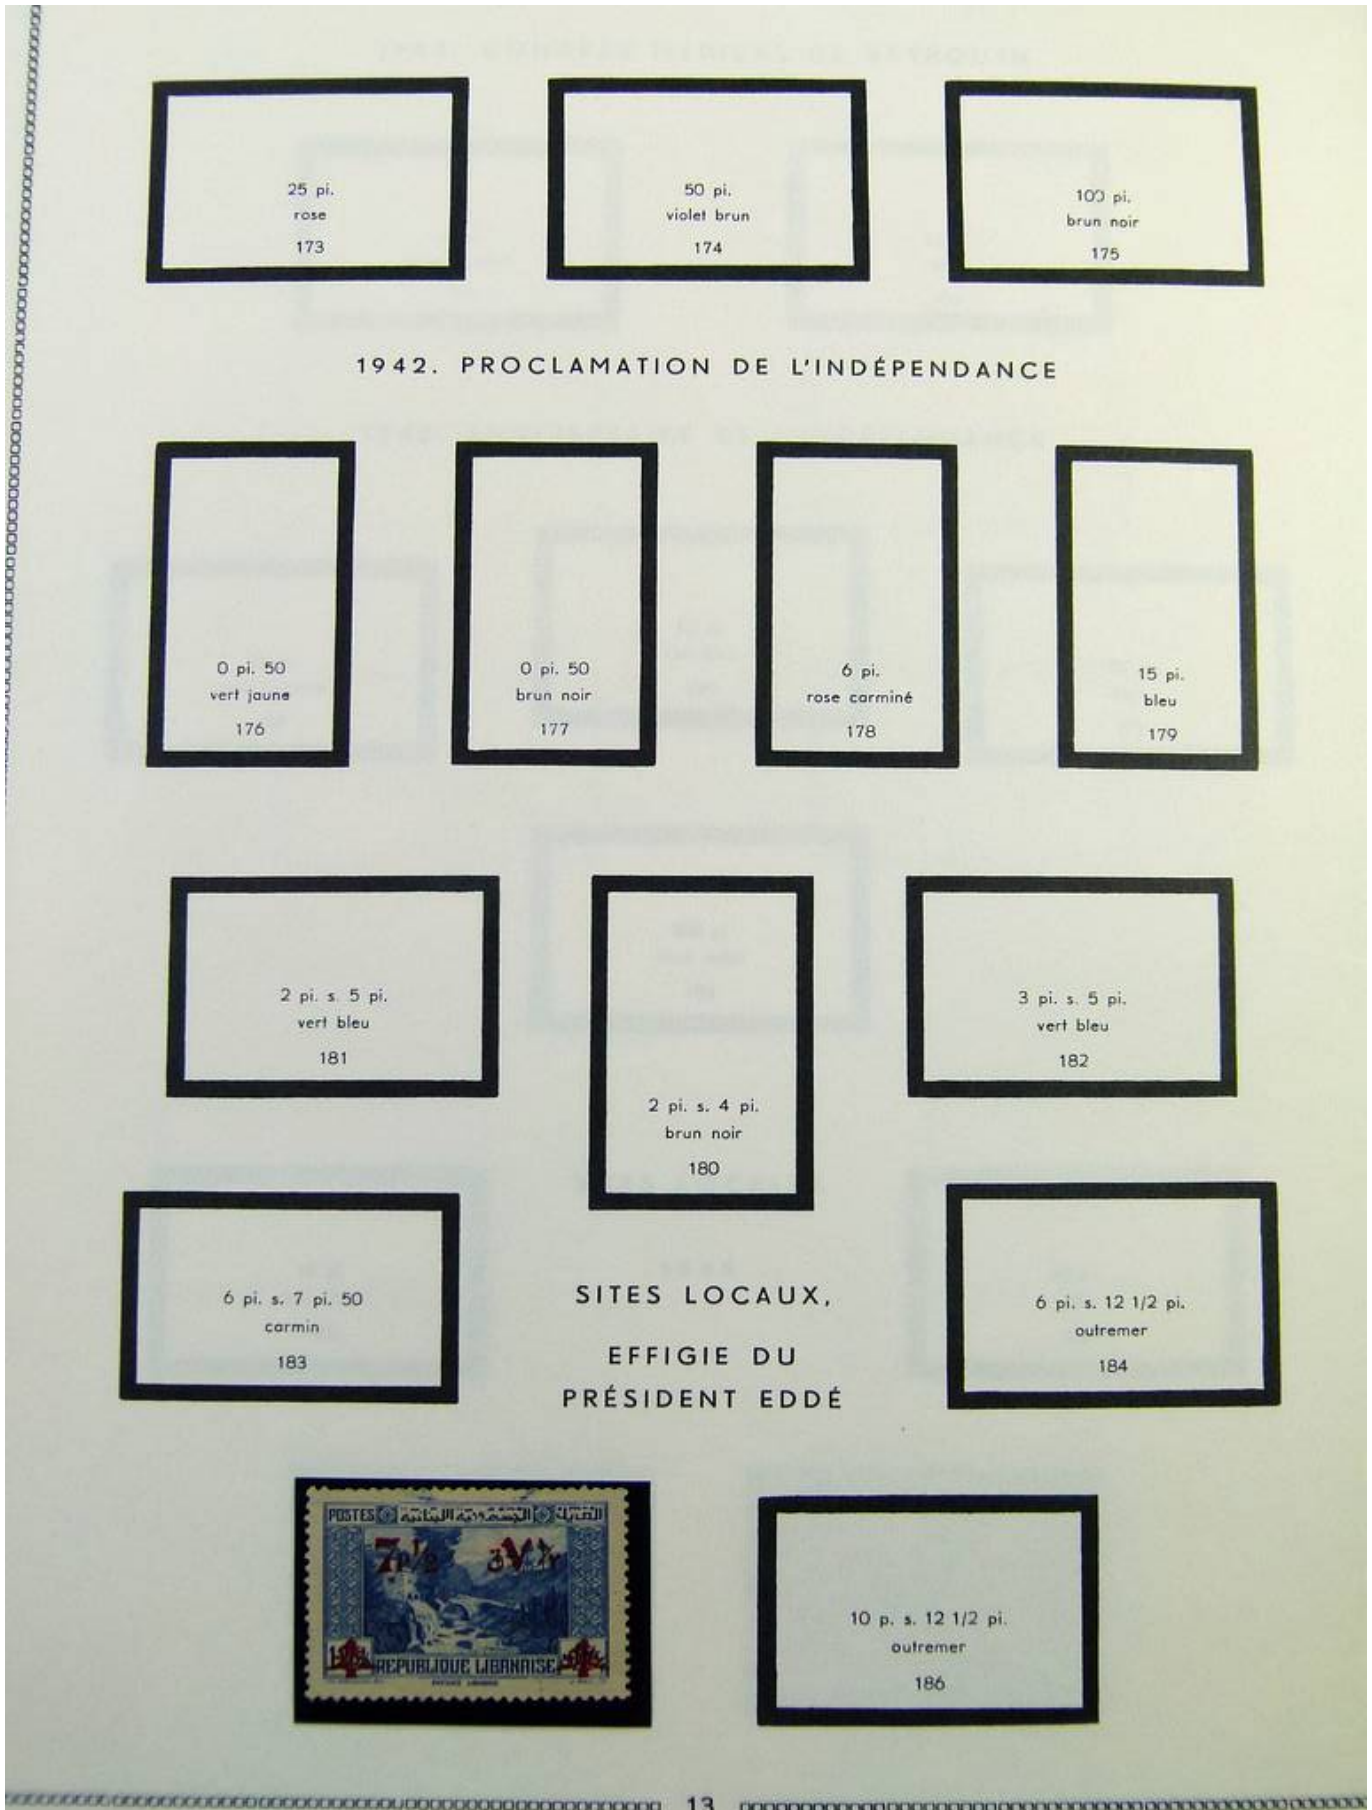 25 pi.
rose
173
50 pi.
violet brun
174
100 pi.
brun noir
175
1942. PROCLAMATION DE L'INDÉPENDANCE
0 pi. 50
vert jaune
176
0 pi. 50
brun noir
177
6 pi.
rose carminé
178
15 pi.
bleu
179
2 pi. s. 5 pi.
vert bleu
181
2 pi. s. 4 pi.
brun noir
180
3 pi. s. 5 pi.
vert bleu
182
6 pi. s. 7 pi. 50
carmin
183
SITES LOCAUX,
EFFIGIE DU
PRÉSIDENT EDDÉ
6 pi. s. 12 1/2 pi.
outremer
184
POSTES الجمهورية اللبنانية
7P½
REPUBLIQUE LIBANAISE
10 p. s. 12 1/2 pi.
outremer
186
13